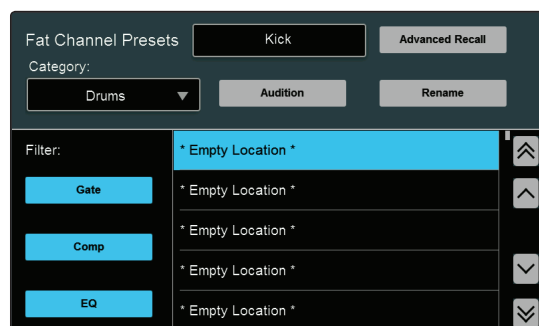 Fat Channel Presets Kick Advanced Recall
Category:
Drums Audition Rename
Filter: * Empty Location *
Gate * Empty Location *
* Empty Location *
Comp
* Empty Location *
EQ * Empty Location *